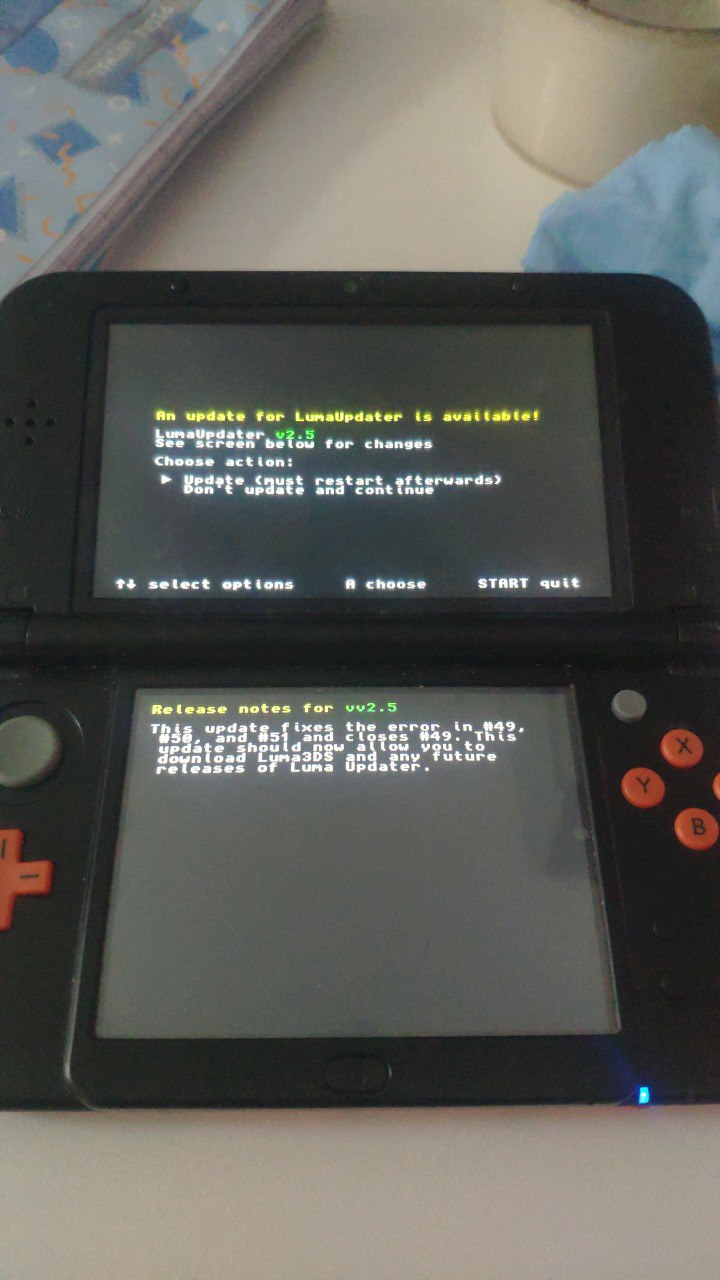 An update for LumaUpdater is available!
LumaUpdater v2.5
See screen below for changes
Choose action:
► Update (must restart afterwards)
Don't update and continue
↑↓ select options A choose START quit
Release notes for vv2.5
This update fixes the error in #49,
#50, and #51 and closes #49. This
update should now allow you to
download Luma3DS and any future
releases of Luma Updater.
X
Y
B